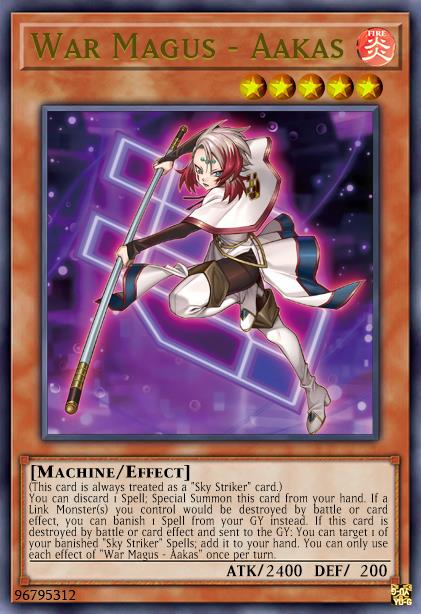 War Magus - Aakas
FIRE
炎
[Machine/Effect]
(This card is always treated as a "Sky Striker" card.)
You can discard 1 Spell; Special Summon this card from your hand. If a
Link Monster(s) you control would be destroyed by battle or card
effect, you can banish 1 Spell from your GY instead. If this card is
destroyed by battle or card effect and sent to the GY: You can target 1 of
your banished "Sky Striker" Spells; add it to your hand. You can only use
each effect of "War Magus - Aakas" once per turn.
ATK/2400 DEF/ 200
96795312